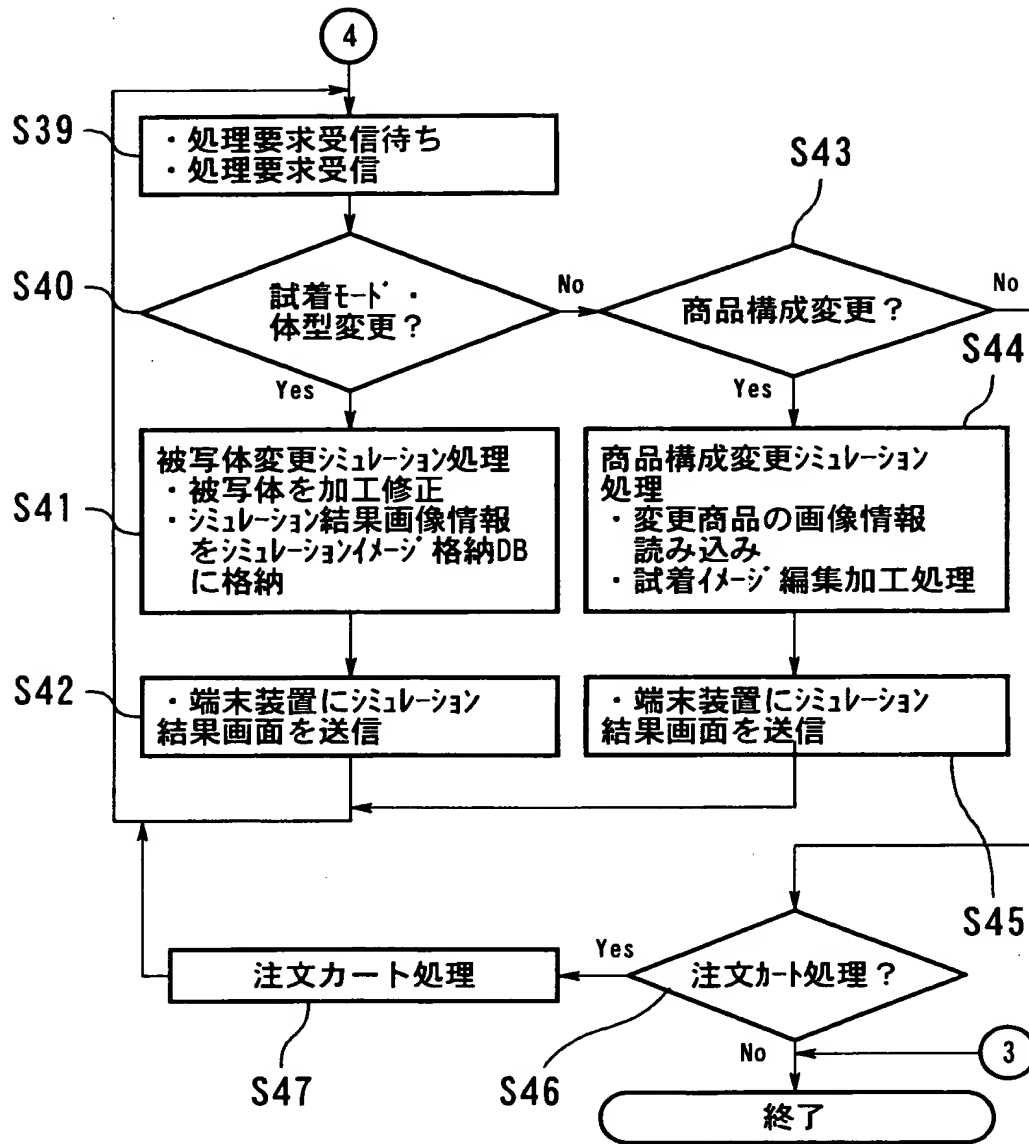 4
S39
・処理要求受信待ち
・処理要求受信
S43
S40
試着ﾓｰﾄﾞ・
体型変更？
No
商品構成変更？
No
S44
Yes
Yes
被写体変更ｼﾐｭﾚｰｼｮﾝ処理
・被写体を加工修正
・ｼﾐｭﾚｰｼｮﾝ結果画像情報
をｼﾐｭﾚｰｼｮﾝｲﾒｰｼﾞ格納DB
に格納
S41
商品構成変更ｼﾐｭﾚｰｼｮﾝ
処理
・変更商品の画像情報
読み込み
・試着ｲﾒｰｼﾞ編集加工処理
S42
・端末装置にｼﾐｭﾚｰｼｮﾝ
結果画面を送信
・端末装置にｼﾐｭﾚｰｼｮﾝ
結果画面を送信
S45
注文カート処理
Yes
注文ｶｰﾄ処理？
S47
S46
No
3
終了